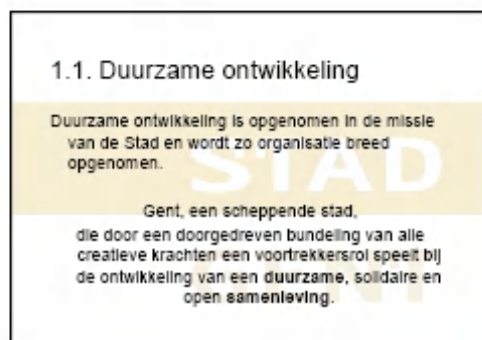 1.1. Duurzame ontwikkeling
Duurzame ontwikkeling is opgenomen in de missie
van de Stad en wordt zo organisatie breed
opgenomen.
STAD
Gent, een scheppende stad,
die door een doorgedreven bundeling van alle
creatieve krachten een voortrekkersrol speelt bij
de ontwikkeling van een duurzame, solidaire en
open samenleving.